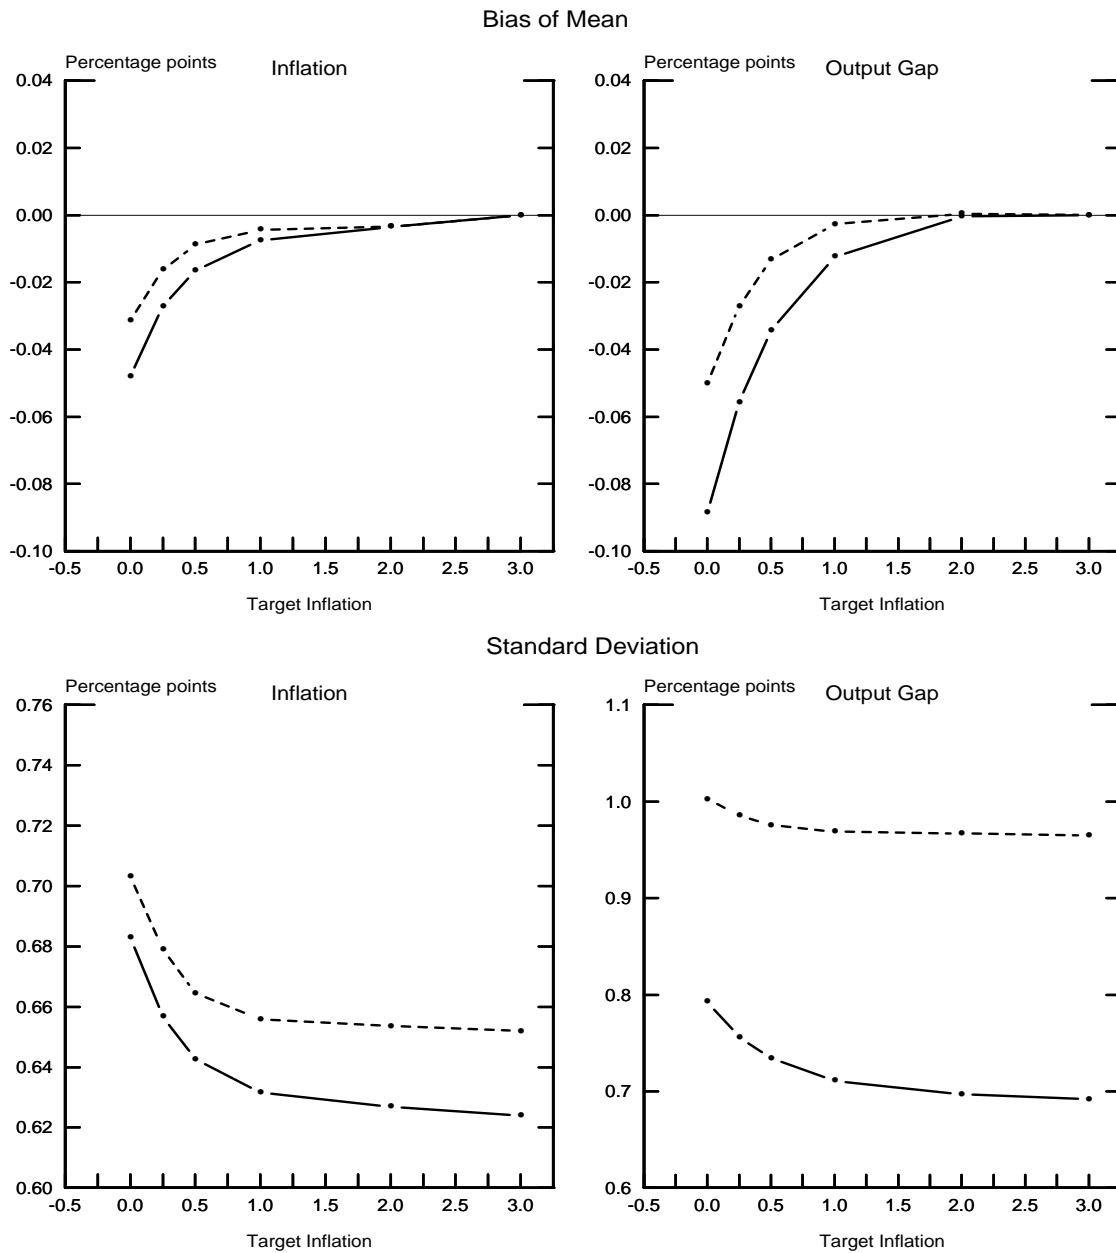 Bias of Mean
Percentage points
Inflation
0.04
0.02
0.00
-0.02
-0.04
-0.06
-0.08
-0.10
-0.5 0.0 0.5 1.0 1.5 2.0 2.5 3.0
Target Inflation
Percentage points
Output Gap
0.04
0.02
0.00
-0.02
-0.04
-0.06
-0.08
-0.10
-0.5 0.0 0.5 1.0 1.5 2.0 2.5 3.0
Target Inflation
Standard Deviation
Percentage points
Inflation
0.76
0.74
0.72
0.70
0.68
0.66
0.64
0.62
0.60
-0.5 0.0 0.5 1.0 1.5 2.0 2.5 3.0
Target Inflation
Percentage points
Output Gap
1.1
1.0
0.9
0.8
0.7
0.6
-0.5 0.0 0.5 1.0 1.5 2.0 2.5 3.0
Target Inflation